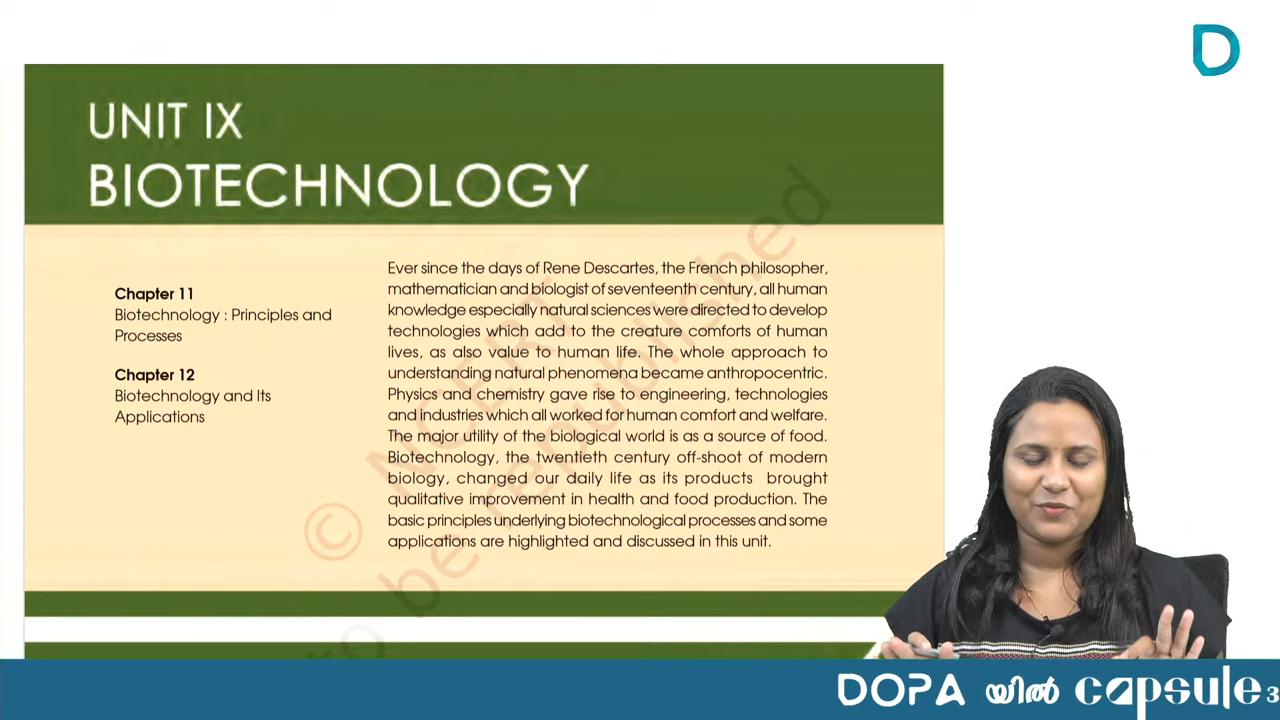 D
UNIT IX
BIOTECHNOLOGY
Chapter 11
Biotechnology : Principles and
Processes
Chapter 12
Biotechnology and Its
Applications
Ever since the days of Rene Descartes, the French philosopher,
mathematician and biologist of seventeenth century, all human
knowledge especially natural sciences were directed to develop
technologies which add to the creature comforts of human
lives, as also value to human life. The whole approach to
understanding natural phenomena became anthropocentric.
Physics and chemistry gave rise to engineering, technologies
and industries which all worked for human comfort and welfare.
The major utility of the biological world is as a source of food.
Biotechnology, the twentieth century off-shoot of modern
biology, changed our daily life as its products brought
qualitative improvement in health and food production. The
basic principles underlying biotechnological processes and some
applications are highlighted and discussed in this unit.
© NCERT
to be republished
DOPA യിൽ capsule 3